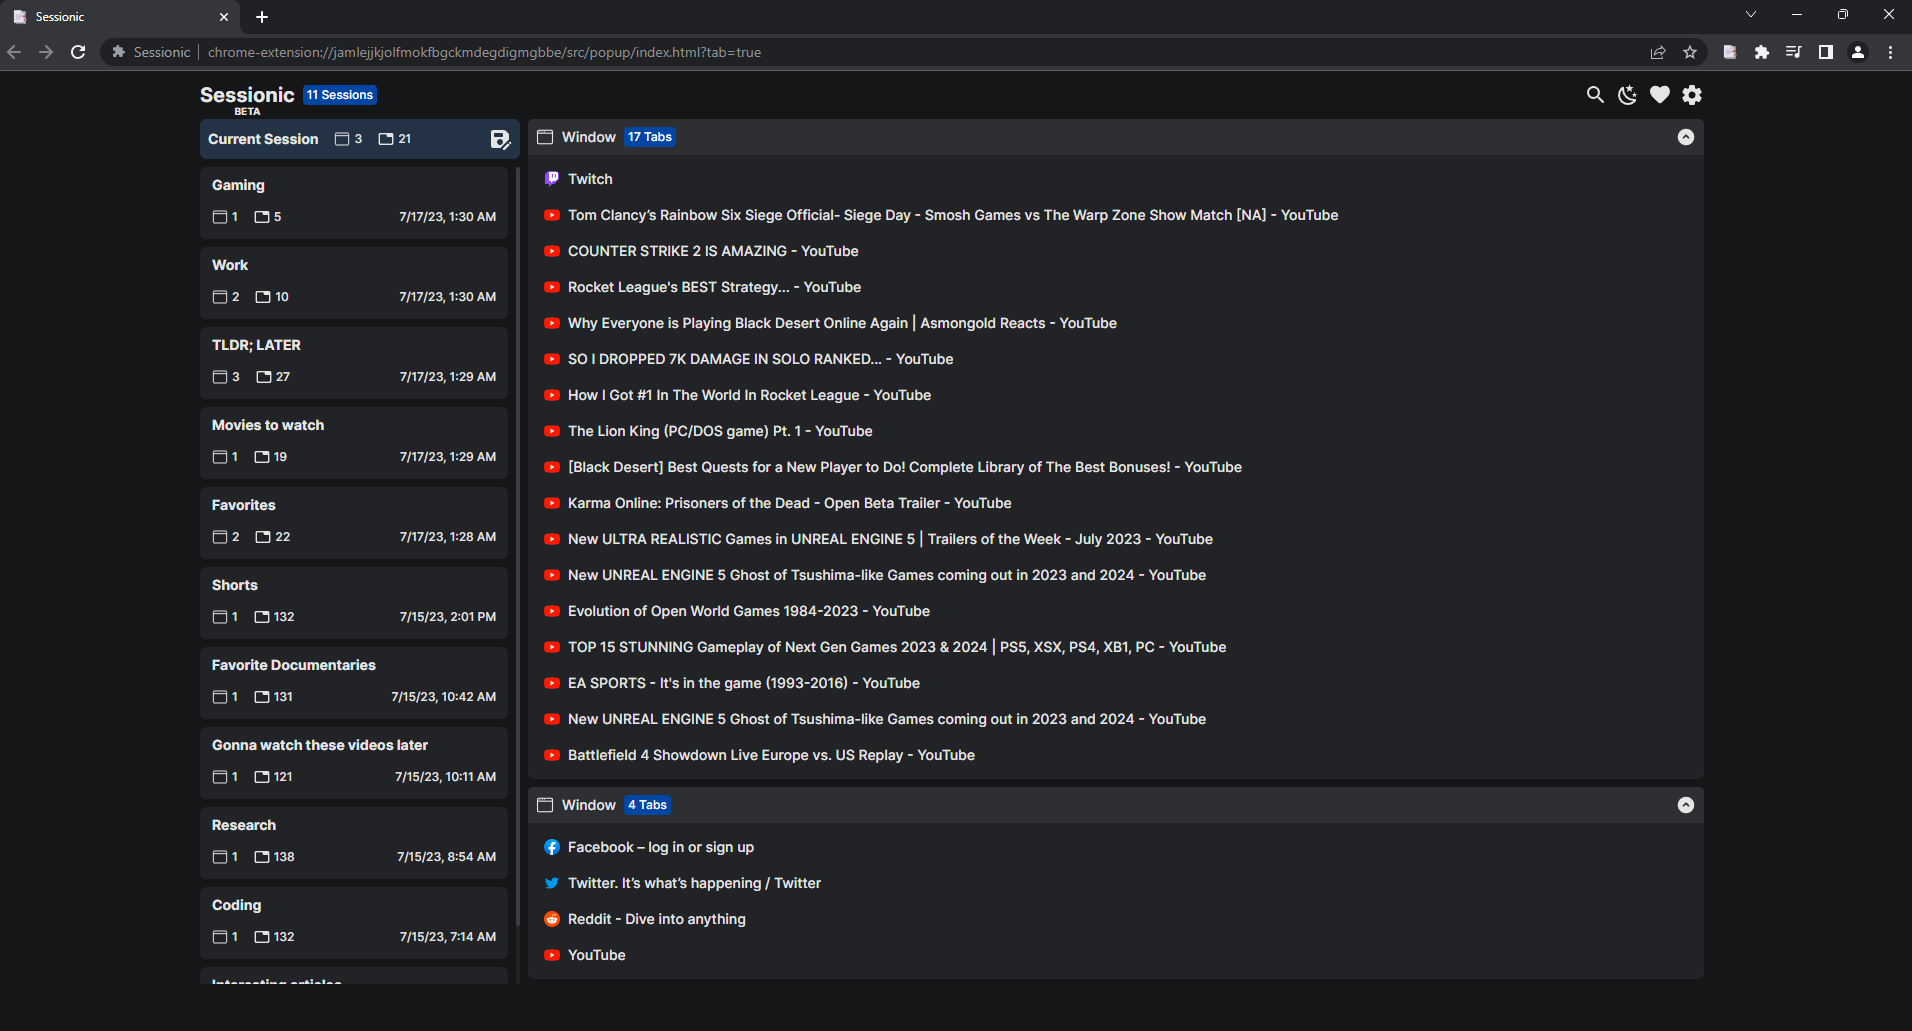 Sessionic
Sessionic | chrome-extension://jamlejjkjolfmokfbgckmdegdigmgbbe/src/popup/index.html?tab=true
Sessionic 11 Sessions
BETA
Current Session 3 21
Gaming
1 5 7/17/23, 1:30 AM
Work
2 10 7/17/23, 1:30 AM
TLDR; LATER
3 27 7/17/23, 1:29 AM
Movies to watch
1 19 7/17/23, 1:29 AM
Favorites
2 22 7/17/23, 1:28 AM
Shorts
1 132 7/15/23, 2:01 PM
Favorite Documentaries
1 131 7/15/23, 10:42 AM
Gonna watch these videos later
1 121 7/15/23, 10:11 AM
Research
1 138 7/15/23, 8:54 AM
Coding
1 132 7/15/23, 7:14 AM
Interesting articles
Window 17 Tabs
Twitch
Tom Clancy’s Rainbow Six Siege Official- Siege Day - Smosh Games vs The Warp Zone Show Match [NA] - YouTube
COUNTER STRIKE 2 IS AMAZING - YouTube
Rocket League's BEST Strategy... - YouTube
Why Everyone is Playing Black Desert Online Again | Asmongold Reacts - YouTube
SO I DROPPED 7K DAMAGE IN SOLO RANKED... - YouTube
How I Got #1 In The World In Rocket League - YouTube
The Lion King (PC/DOS game) Pt. 1 - YouTube
[Black Desert] Best Quests for a New Player to Do! Complete Library of The Best Bonuses! - YouTube
Karma Online: Prisoners of the Dead - Open Beta Trailer - YouTube
New ULTRA REALISTIC Games in UNREAL ENGINE 5 | Trailers of the Week - July 2023 - YouTube
New UNREAL ENGINE 5 Ghost of Tsushima-like Games coming out in 2023 and 2024 - YouTube
Evolution of Open World Games 1984-2023 - YouTube
TOP 15 STUNNING Gameplay of Next Gen Games 2023 & 2024 | PS5, XSX, PS4, XB1, PC - YouTube
EA SPORTS - It's in the game (1993-2016) - YouTube
New UNREAL ENGINE 5 Ghost of Tsushima-like Games coming out in 2023 and 2024 - YouTube
Battlefield 4 Showdown Live Europe vs. US Replay - YouTube
Window 4 Tabs
Facebook – log in or sign up
Twitter. It’s what’s happening / Twitter
Reddit - Dive into anything
YouTube